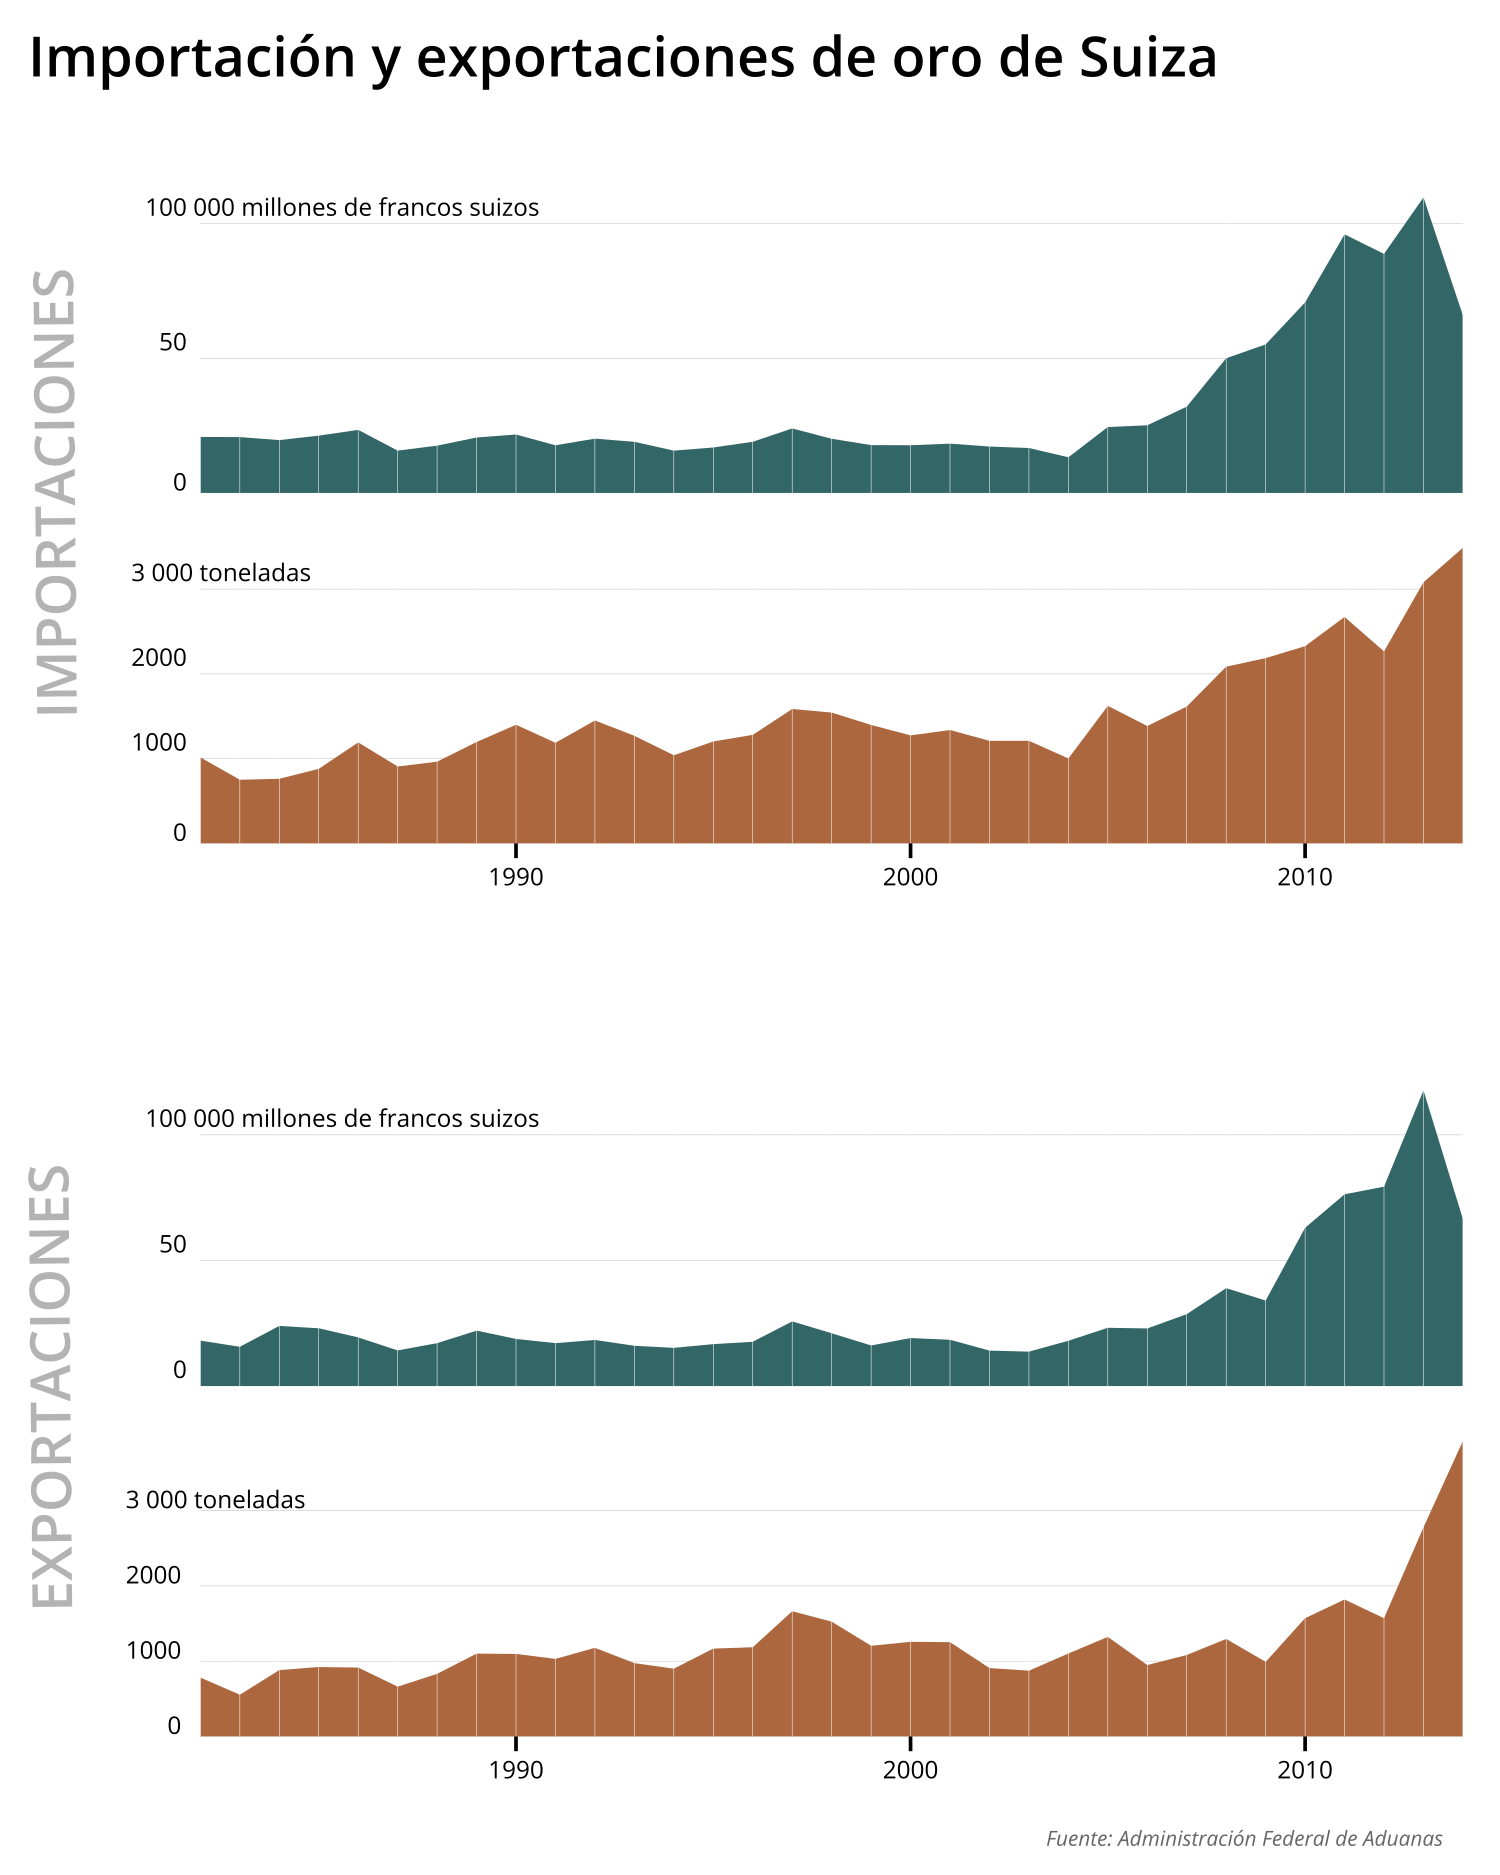 Importación y exportaciones de oro de Suiza
IMPORTACIONES
100 000 millones de francos suizos
50
0
3 000 toneladas
2000
1000
0
1990
2000
2010
EXPORTACIONES
100 000 millones de francos suizos
50
0
3 000 toneladas
2000
1000
0
1990
2000
2010
Fuente: Administración Federal de Aduanas